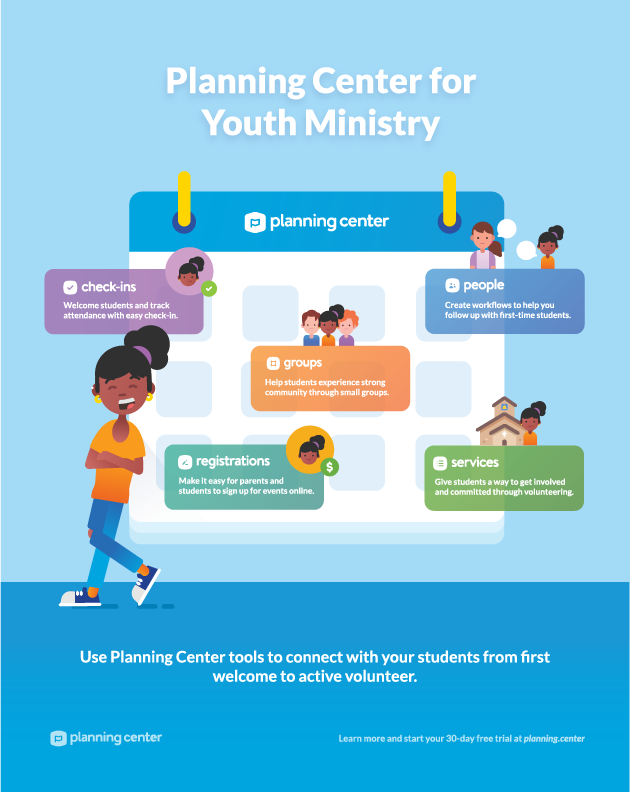 Planning Center for
Youth Ministry
planning center
check-ins
Welcome students and track
attendance with easy check-in.
people
Create workflows to help you
follow up with first-time students.
groups
Help students experience strong
community through small groups.
registrations
Make it easy for parents and
students to sign up for events online.
$
services
Give students a way to get involved
and committed through volunteering.
Use Planning Center tools to connect with your students from first
welcome to active volunteer.
planning center
Learn more and start your 30-day free trial at planning.center